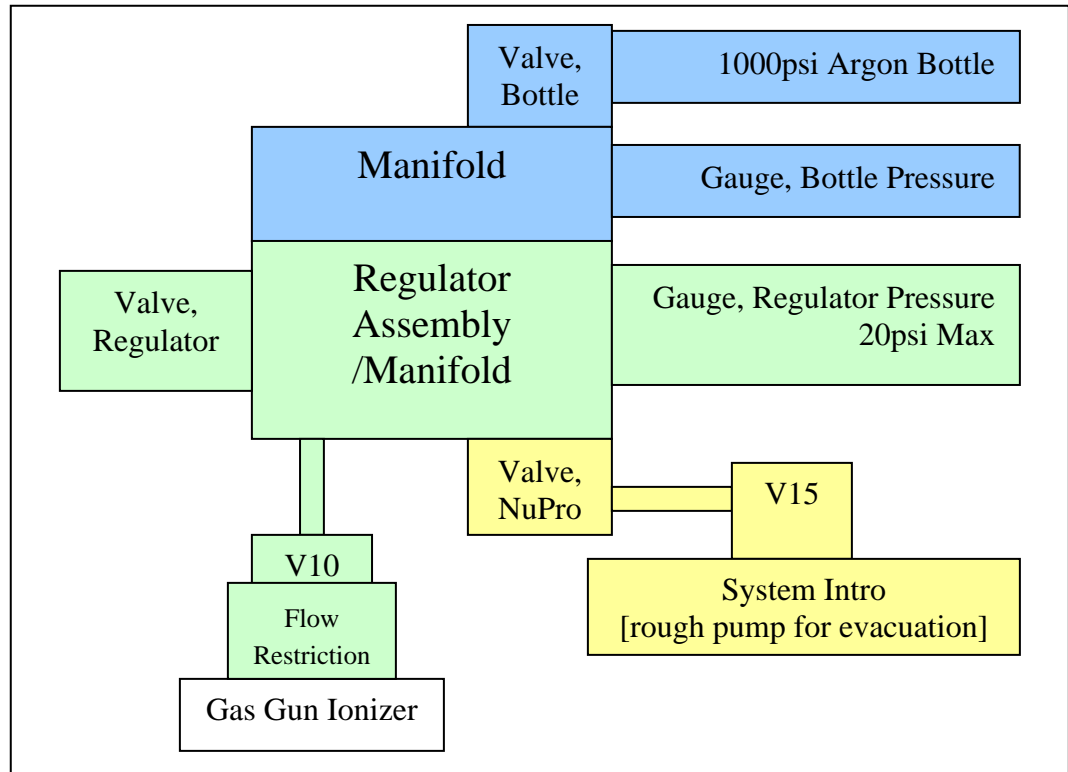 Valve,
Bottle
1000psi Argon Bottle
Manifold
Gauge, Bottle Pressure
Valve,
Regulator
Regulator
Assembly
/Manifold
Gauge, Regulator Pressure
20psi Max
Valve,
NuPro
V15
V10
Flow
Restriction
System Intro
[rough pump for evacuation]
Gas Gun Ionizer